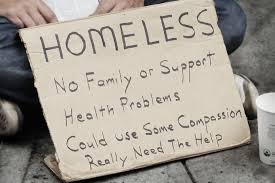 HOMELESS
No Family or Support
Health Problems
Could use Some Compassion
Really Need The Help